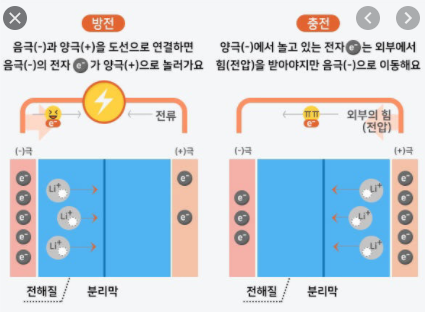 방전
음극(-)과 양극(+)을 도선으로 연결하면
음극(-)의 전자 e⁻ 가 양극(+)으로 놀러가요
e⁻
전류
(-)극
(+)극
e⁻
e⁻
e⁻
e⁻
e⁻
Li⁺
Li⁺
Li⁺
e⁻
e⁻
전해질
분리막
충전
양극(-)에서 놀고 있는 전자 e⁻ 는 외부에서
힘(전압)을 받아야지만 음극(-)으로 이동해요
ㅠㅠ
e⁻
외부의 힘
(전압)
(-)극
(+)극
e⁻
e⁻
e⁻
Li⁺
Li⁺
Li⁺
e⁻
e⁻
e⁻
e⁻
e⁻
전해질
분리막